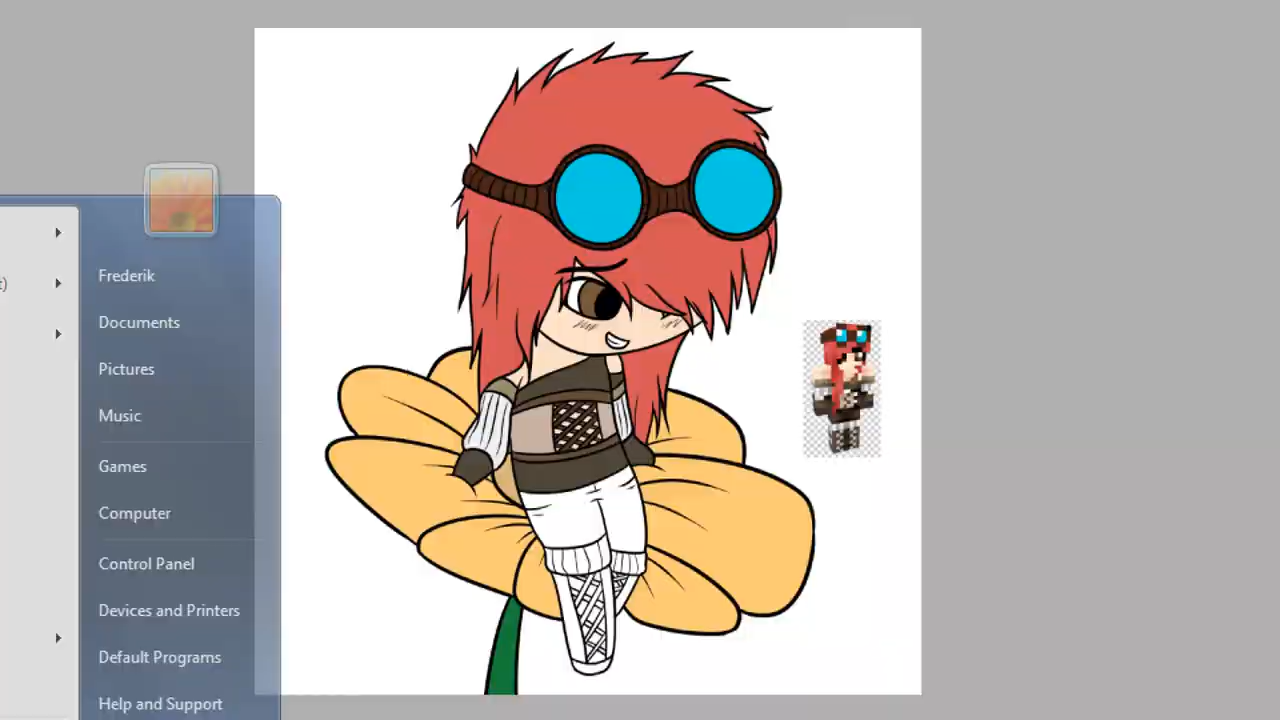 t)
Frederik
Documents
Pictures
Music
Games
Computer
Control Panel
Devices and Printers
Default Programs
Help and Support